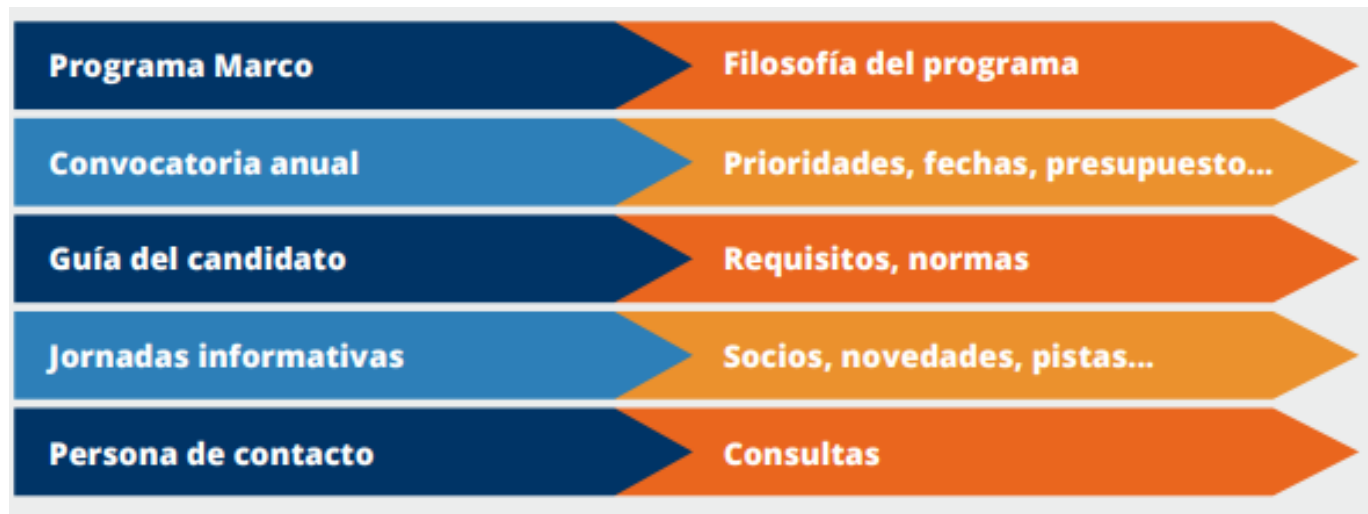 Programa Marco
Filosofía del programa
Convocatoria anual
Prioridades, fechas, presupuesto...
Guía del candidato
Requisitos, normas
Jornadas informativas
Socios, novedades, pistas...
Persona de contacto
Consultas